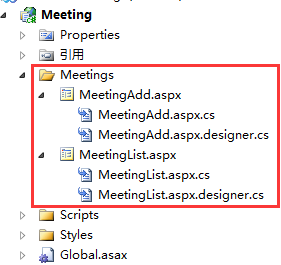 Meeting
Properties
引用
Meetings
MeetingAdd.aspx
MeetingAdd.aspx.cs
MeetingAdd.aspx.designer.cs
MeetingList.aspx
MeetingList.aspx.cs
MeetingList.aspx.designer.cs
Scripts
Styles
Global.asax